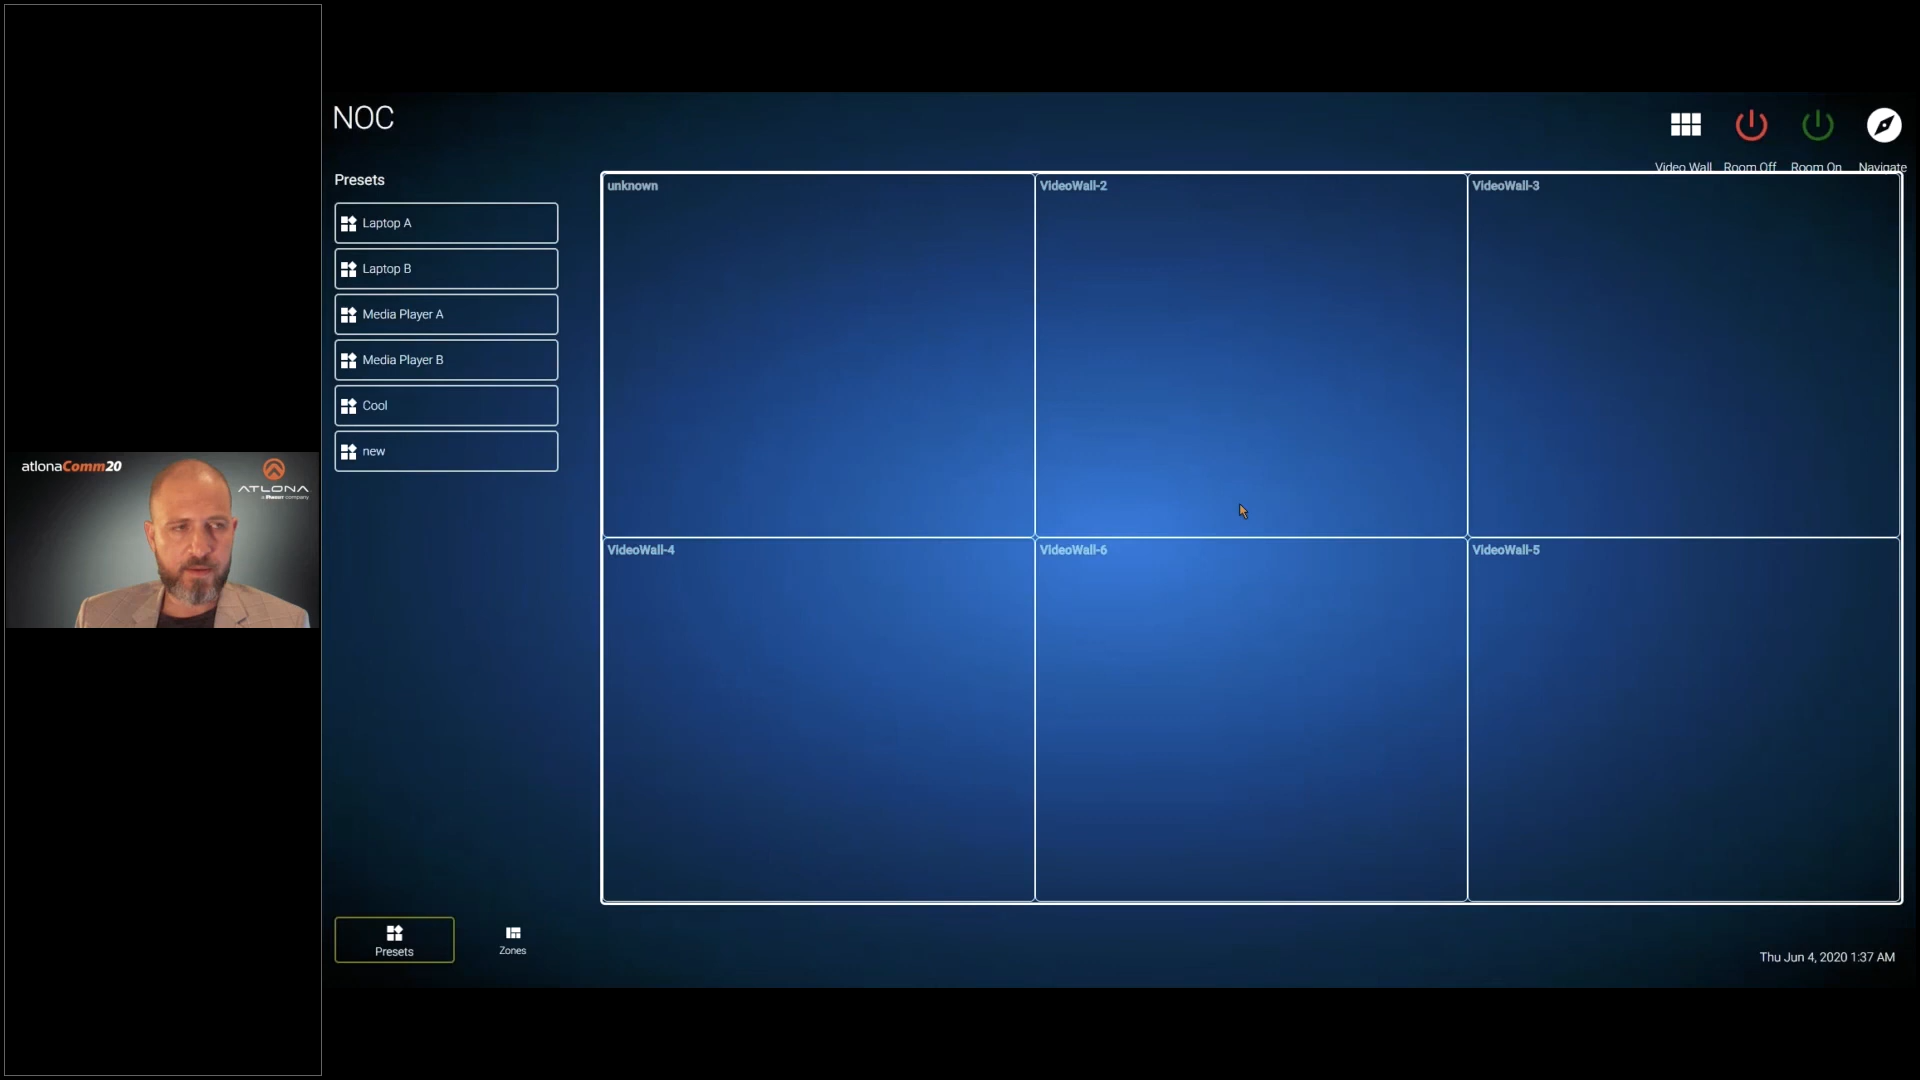 NOC
Video Wall
Room Off
Room On
Navigate
Presets
Laptop A
Laptop B
Media Player A
Media Player B
Cool
new
unknown
VideoWall-2
VideoWall-3
VideoWall-4
VideoWall-6
VideoWall-5
atlonaComm20
ATLONA
a Panduit company
Presets
Zones
Thu Jun 4, 2020 1:37 AM